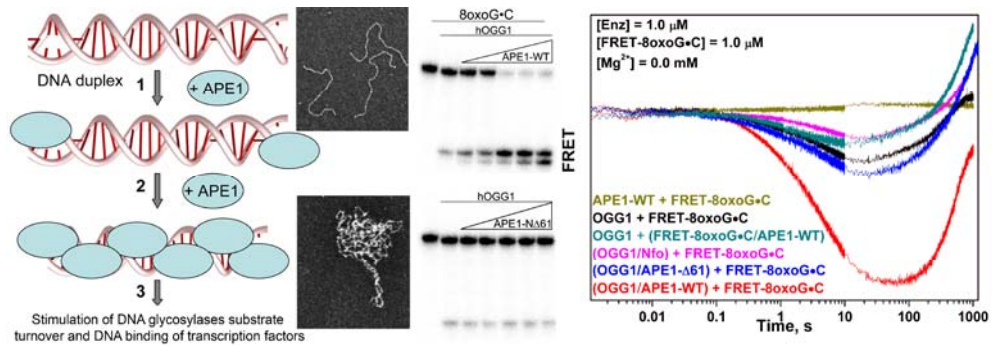 DNA duplex
1
+ APE1
2
+ APE1
3
Stimulation of DNA glycosylases substrate
turnover and DNA binding of transcription factors
8oxoG•C
hOGG1
APE1-WT
hOGG1
APE1-NΔ61
[Enz] = 1.0 μM
[FRET-8oxoG•C] = 1.0 μM
[Mg²⁺] = 0.0 mM
FRET
APE1-WT + FRET-8oxoG•C
OGG1 + FRET-8oxoG•C
OGG1 + (FRET-8oxoG•C/APE1-WT)
(OGG1/Nfo) + FRET-8oxoG•C
(OGG1/APE1-Δ61) + FRET-8oxoG•C
(OGG1/APE1-WT) + FRET-8oxoG•C
0.01 0.1 1 10 100 1000
Time, s